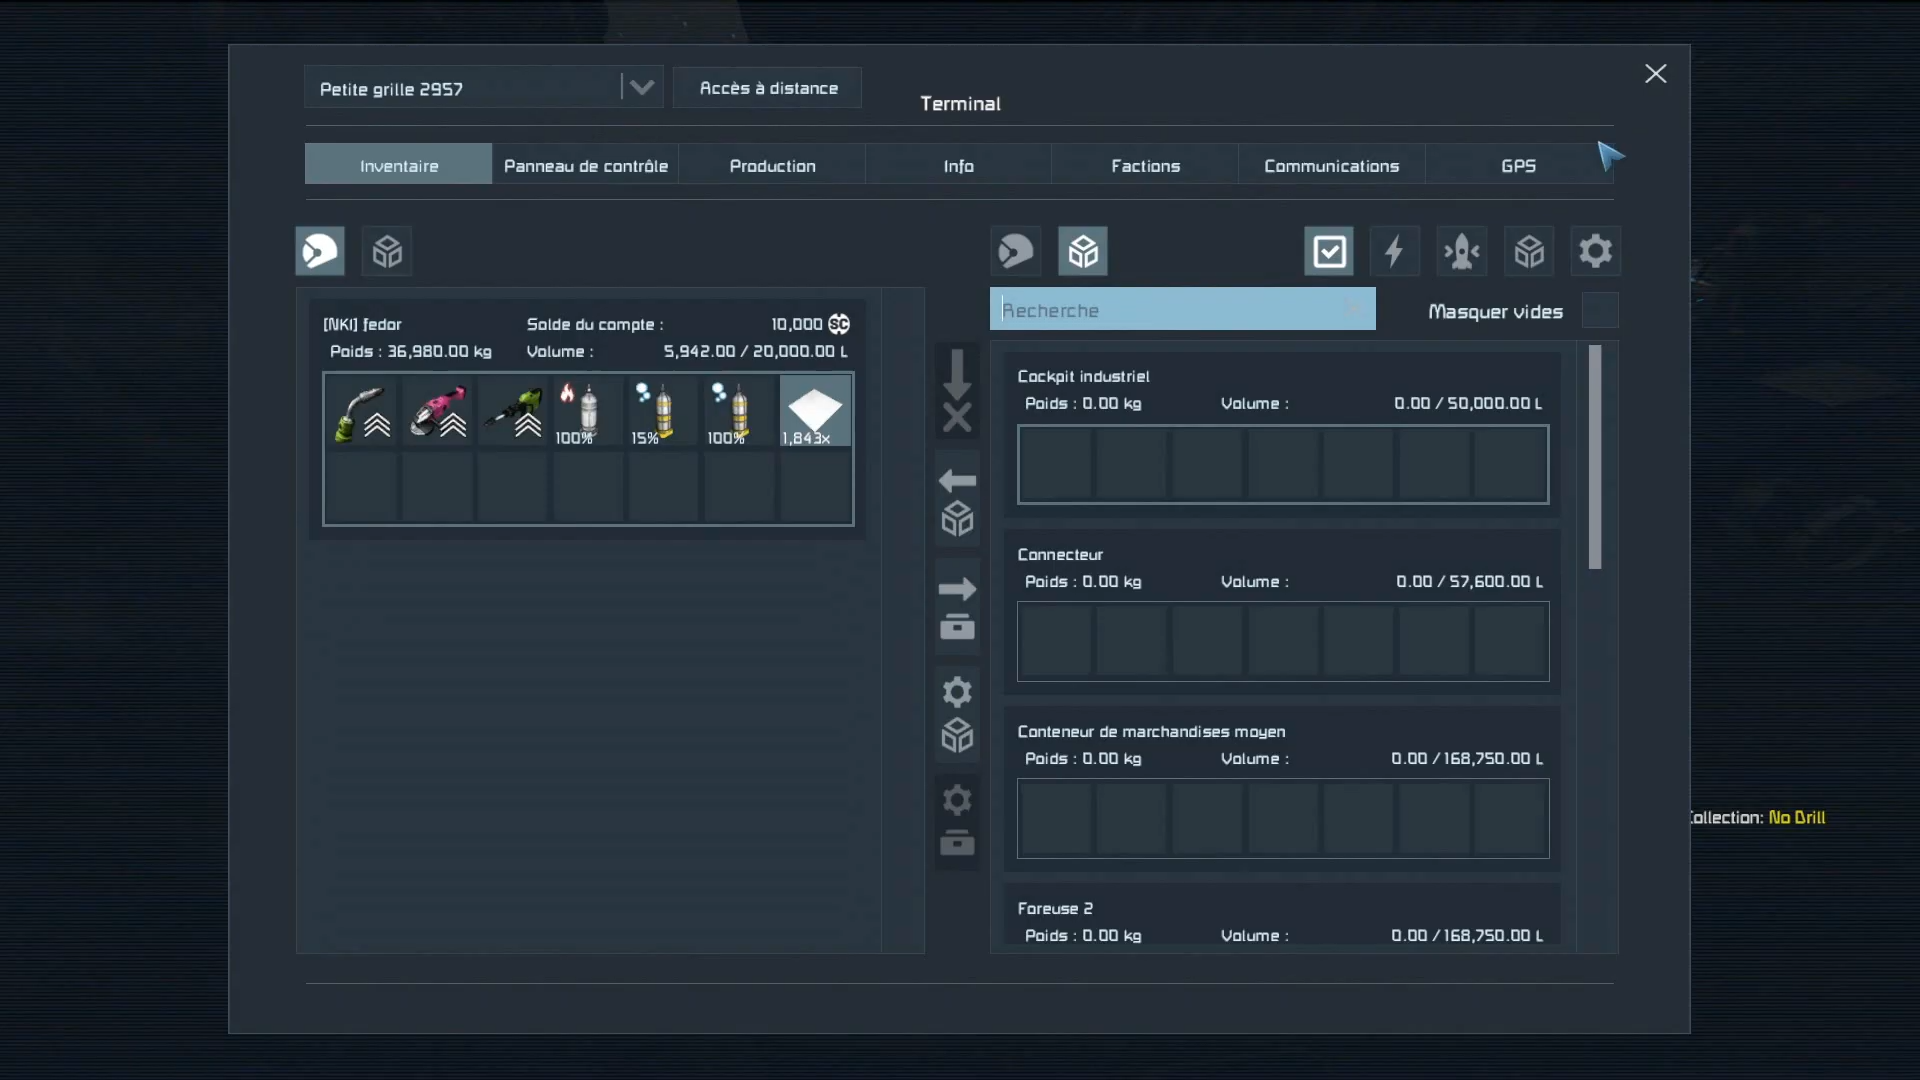 Petite grille 2957
Accès à distance
Terminal
Inventaire
Panneau de contrôle
Production
Info
Factions
Communications
GPS
Recherche
Masquer vides
[NKI] fedor
Solde du compte : 10,000 SC
Poids : 36,980.00 kg
Volume : 5,942.00 / 20,000.00 L
100%
15%
100%
1,843x
Cockpit industriel
Poids : 0.00 kg
Volume : 0.00 / 50,000.00 L
Connecteur
Poids : 0.00 kg
Volume : 0.00 / 57,600.00 L
Conteneur de marchandises moyen
Poids : 0.00 kg
Volume : 0.00 / 168,750.00 L
Foreuse 2
Poids : 0.00 kg
Volume : 0.00 / 168,750.00 L
ollection: No Drill